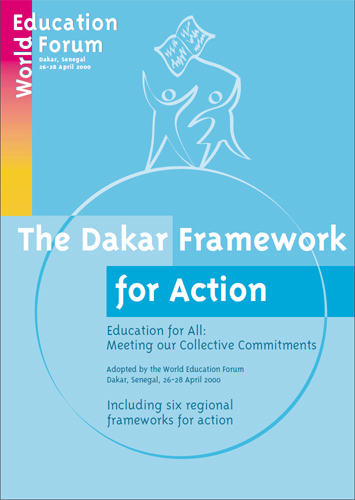 World
Education
Forum
Dakar, Senegal
26-28 April 2000
The Dakar Framework
for Action
Education for All:
Meeting our Collective Commitments
Adopted by the World Education Forum
Dakar, Senegal, 26-28 April 2000
Including six regional
frameworks for action